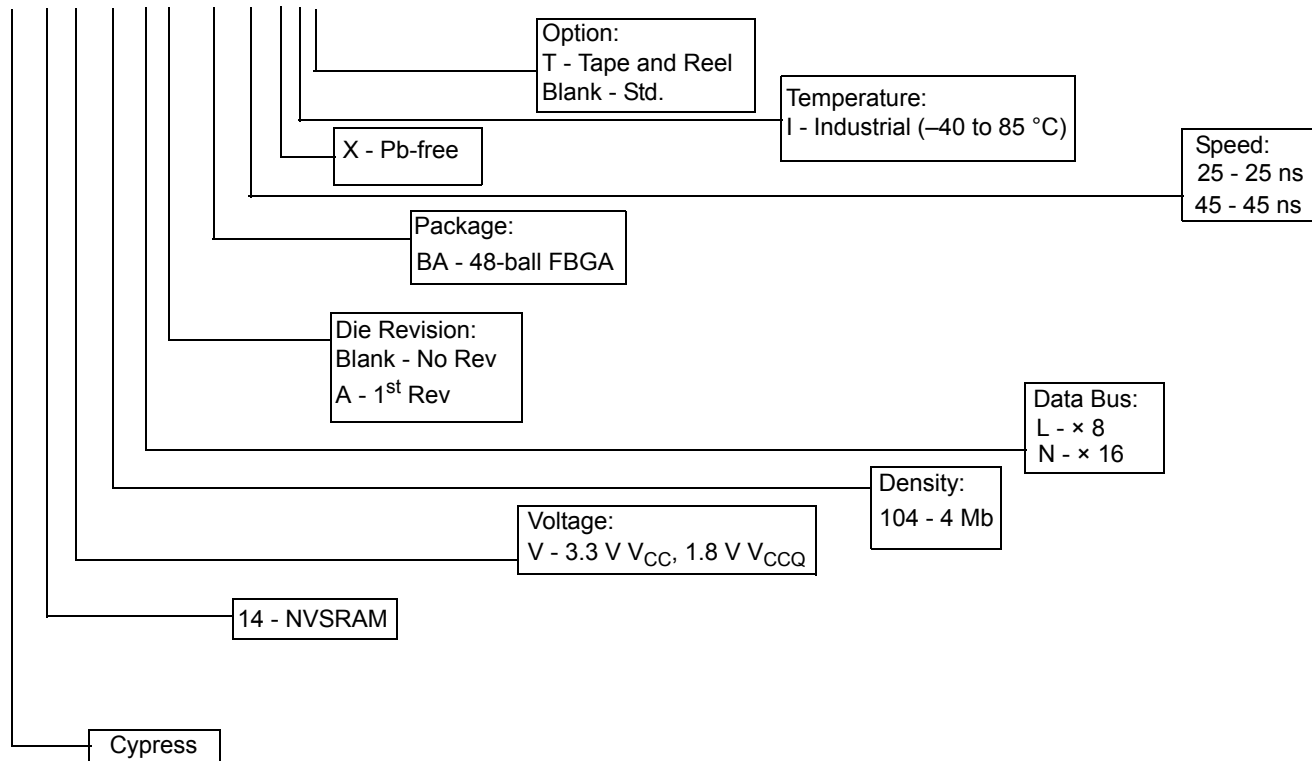 Option:
T - Tape and Reel
Blank - Std.
Temperature:
I - Industrial (–40 to 85 °C)
X - Pb-free
Speed:
25 - 25 ns
45 - 45 ns
Package:
BA - 48-ball FBGA
Die Revision:
Blank - No Rev
A - 1st Rev
Data Bus:
L - × 8
N - × 16
Density:
104 - 4 Mb
Voltage:
V - 3.3 V VCC, 1.8 V VCCQ
14 - NVSRAM
Cypress